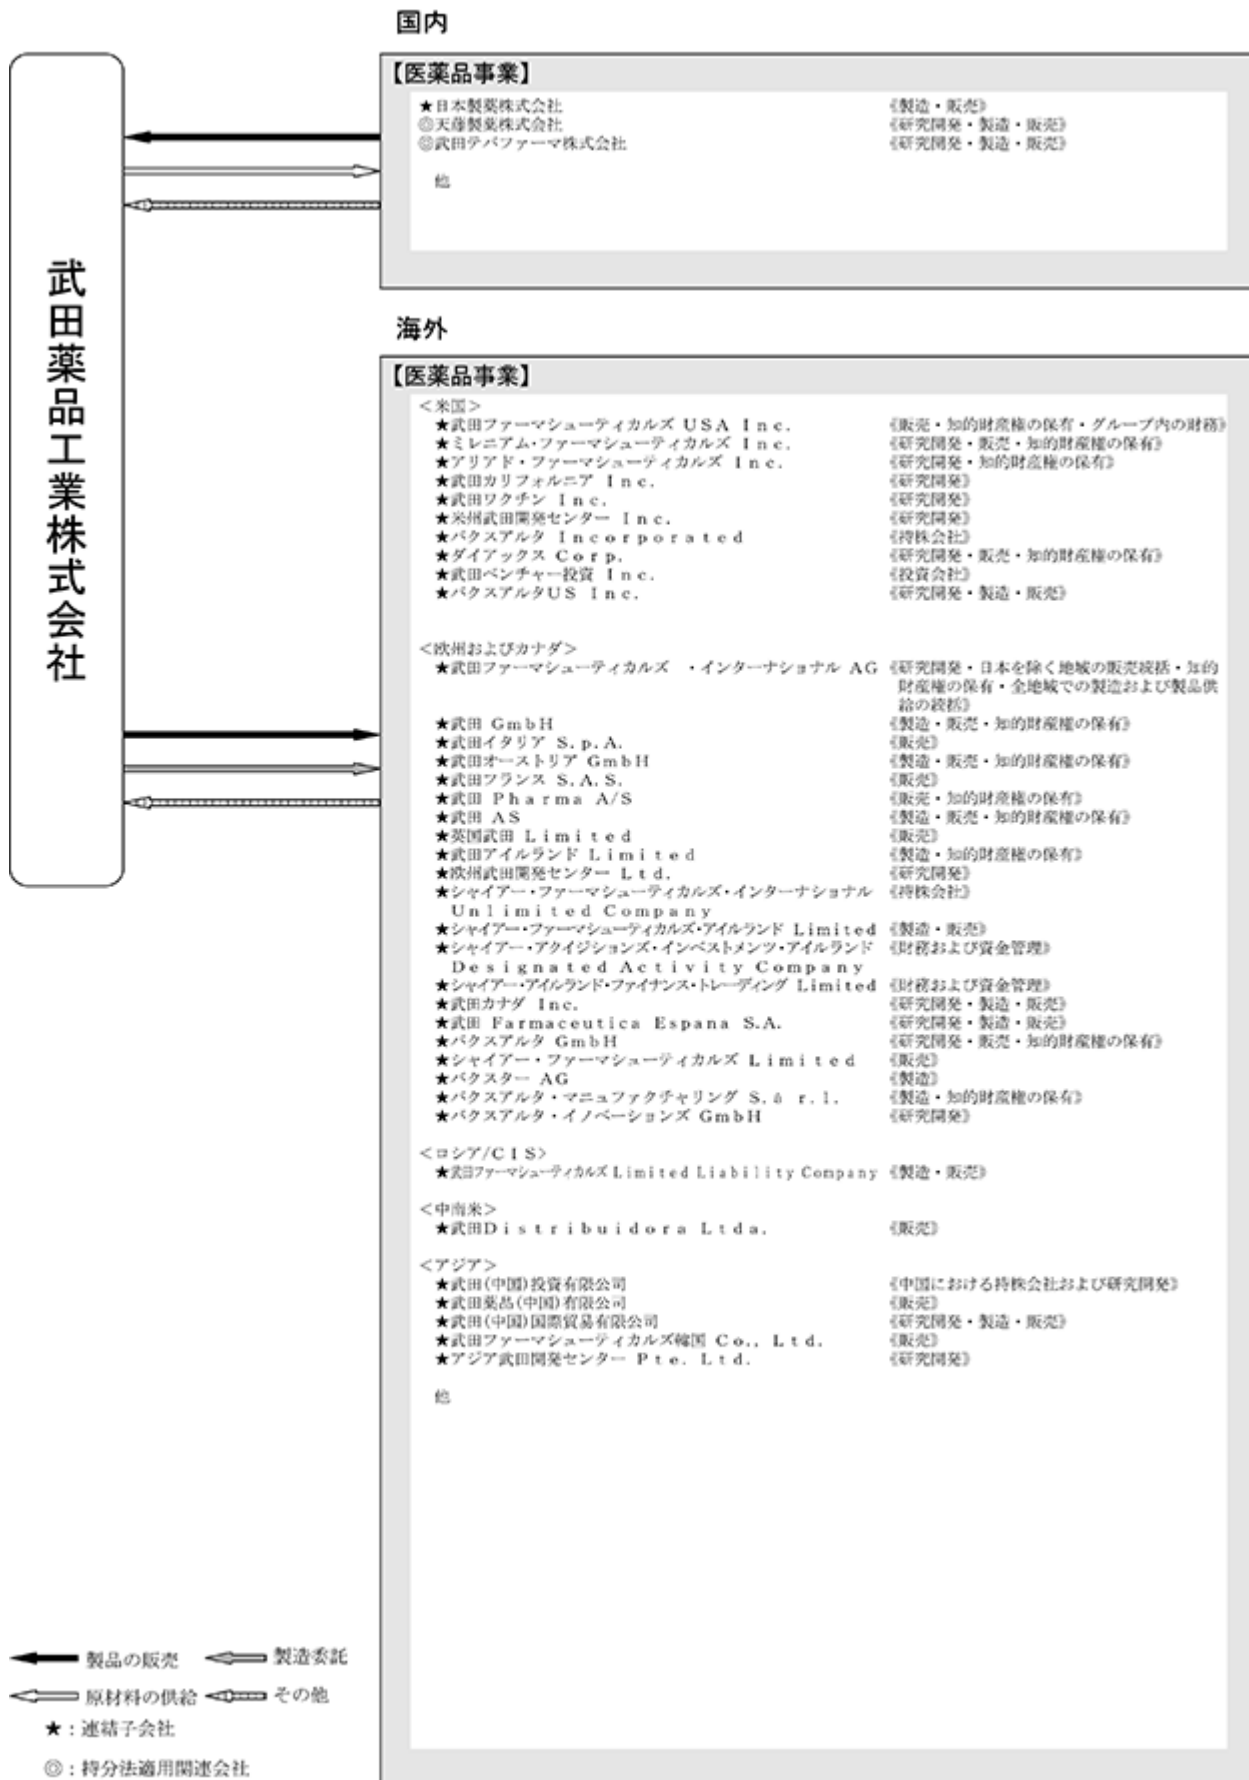 国内
武田薬品工業株式会社
【医薬品事業】
★日本製薬株式会社 《製造・販売》
◎天藤製薬株式会社 《研究開発・製造・販売》
◎武田テバファーマ株式会社 《研究開発・製造・販売》
他
海外
【医薬品事業】
<米国>
★武田ファーマシューティカルズ USA Inc. 《販売・知的財産権の保有・グループ内の財務》
★ミレニアム・ファーマシューティカルズ Inc. 《研究開発・販売・知的財産権の保有》
★アリアド・ファーマシューティカルズ Inc. 《研究開発・知的財産権の保有》
★武田カリフォルニア Inc. 《研究開発》
★武田ワクチン Inc. 《研究開発》
★米州武田開発センター Inc. 《研究開発》
★バクスアルタ Incorporated 《持株会社》
★ダイアックス Corp. 《研究開発・販売・知的財産権の保有》
★武田ベンチャー投資 Inc. 《投資会社》
★バクスアルタUS Inc. 《研究開発・製造・販売》
<欧州およびカナダ>
★武田ファーマシューティカルズ ・インターナショナル AG 《研究開発・日本を除く地域の販売統括・知的
財産権の保有・全地域での製造および製品供
給の統括》
★武田 GmbH 《製造・販売・知的財産権の保有》
★武田イタリア S.p.A. 《販売》
★武田オーストリア GmbH 《製造・販売・知的財産権の保有》
★武田フランス S.A.S. 《販売》
★武田 Pharma A/S 《販売・知的財産権の保有》
★武田 AS 《製造・販売・知的財産権の保有》
★英国武田 Limited 《販売》
★武田アイルランド Limited 《製造・知的財産権の保有》
★欧州武田開発センター Ltd. 《研究開発》
★シャイアー・ファーマシューティカルズ・インターナショナル 《持株会社》
Unlimited Company
★シャイアー・ファーマシューティカルズ・アイルランド Limited 《製造・販売》
★シャイアー・アクイジションズ・インベストメンツ・アイルランド 《財務および資金管理》
Designated Activity Company
★シャイアー・アイルランド・ファイナンス・トレーディング Limited 《財務および資金管理》
★武田カナダ Inc. 《研究開発・製造・販売》
★武田 Farmaceutica Espana S.A. 《研究開発・製造・販売》
★バクスアルタ GmbH 《研究開発・販売・知的財産権の保有》
★シャイアー・ファーマシューティカルズ Limited 《販売》
★バクスター AG 《製造》
★バクスアルタ・マニュファクチャリング S.à r.l. 《製造・知的財産権の保有》
★バクスアルタ・イノベーションズ GmbH 《研究開発》
<ロシア/CIS>
★武田ファーマシューティカルズ Limited Liability Company 《製造・販売》
<中南米>
★武田Distribuidora Ltda. 《販売》
<アジア>
★武田(中国)投資有限公司 《中国における持株会社および研究開発》
★武田薬品(中国)有限公司 《販売》
★武田(中国)国際貿易有限公司 《研究開発・製造・販売》
★武田ファーマシューティカルズ韓国 Co., Ltd. 《販売》
★アジア武田開発センター Pte. Ltd. 《研究開発》
他
製品の販売 製造委託
原材料の供給 その他
★：連結子会社
◎：持分法適用関連会社